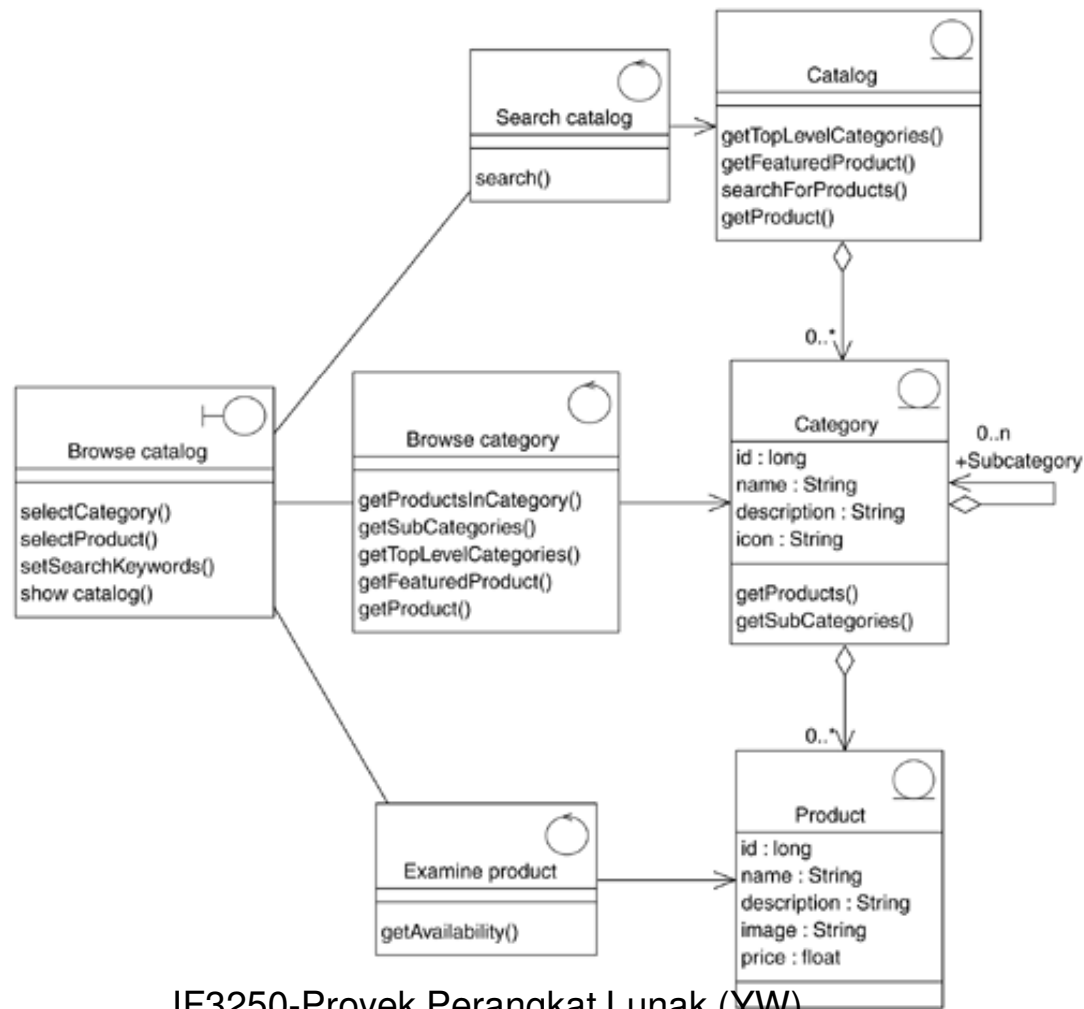 Search catalog
search()
Catalog
getTopLevelCategories()
getFeaturedProduct()
searchForProducts()
getProduct()
0..*
Browse catalog
selectCategory()
selectProduct()
setSearchKeywords()
show catalog()
Browse category
getProductsInCategory()
getSubCategories()
getTopLevelCategories()
getFeaturedProduct()
getProduct()
Category
id : long
name : String
description : String
icon : String
getProducts()
getSubCategories()
0..n
+Subcategory
0..*
Examine product
getAvailability()
Product
id : long
name : String
description : String
image : String
price : float
IF3250-Proyek Perangkat Lunak (YW)